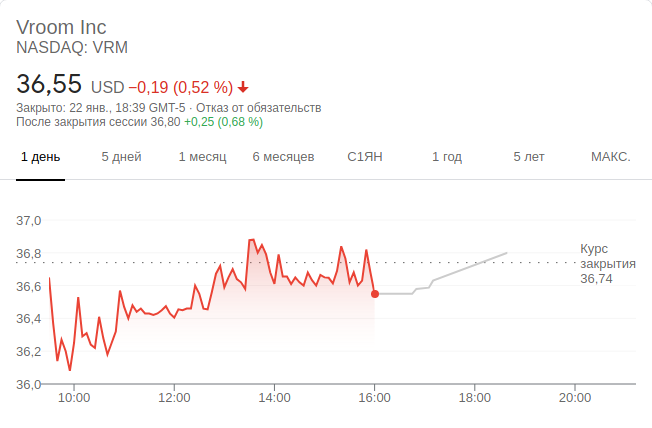 Vroom Inc
NASDAQ: VRM
36,55 USD −0,19 (0,52 %)
Закрыто: 22 янв., 18:39 GMT-5 · Отказ от обязательств
После закрытия сессии 36,80 +0,25 (0,68 %)
1 день 5 дней 1 месяц 6 месяцев С1ЯН 1 год 5 лет МАКС.
37,0
36,8
36,6
36,4
36,2
36,0
Курс
закрытия
36,74
10:00 12:00 14:00 16:00 18:00 20:00